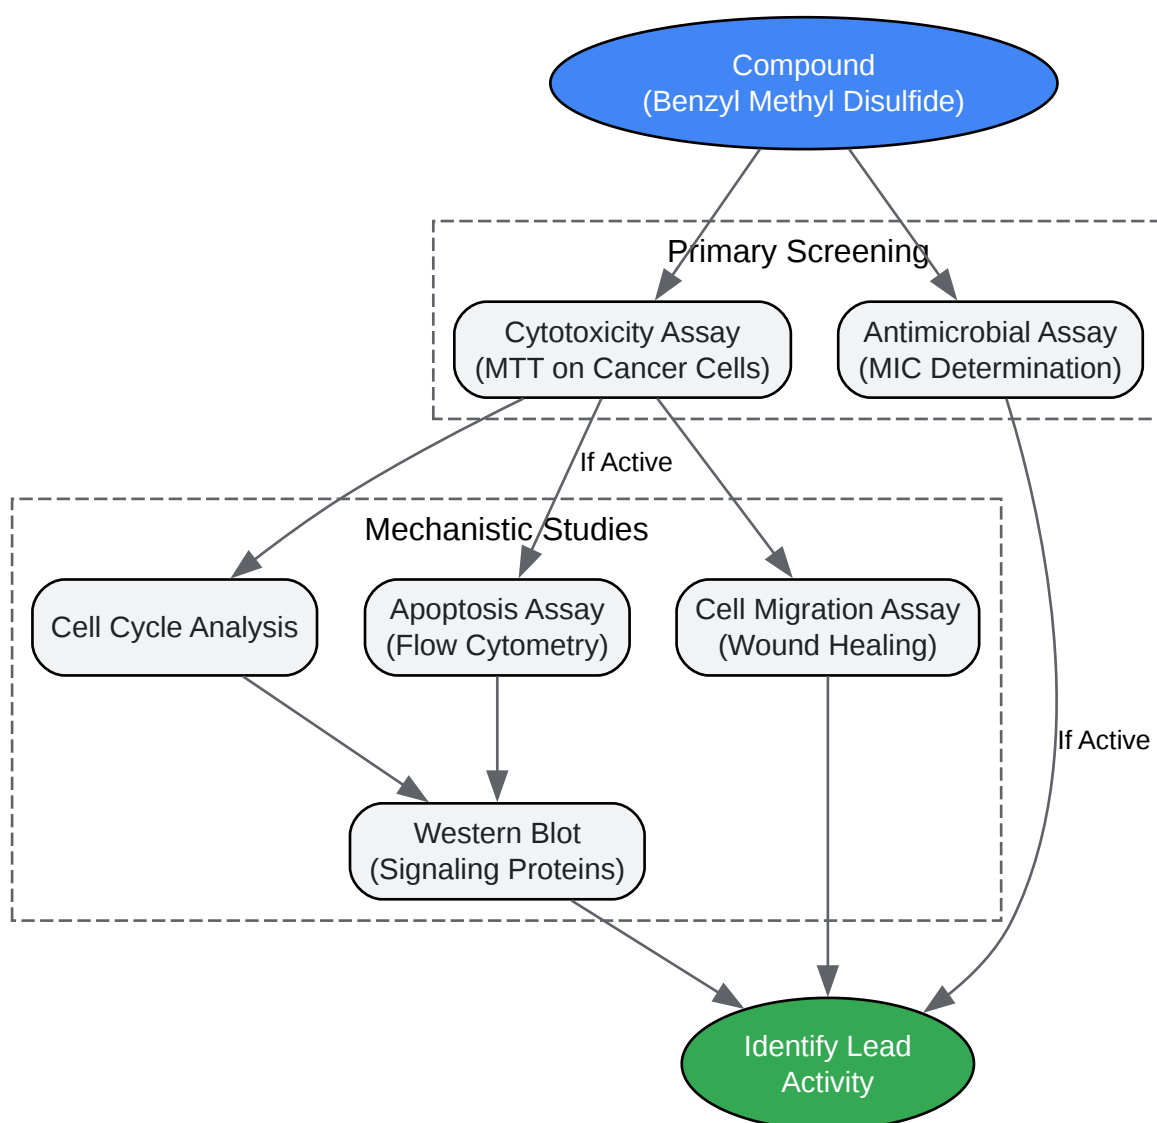 Compound
(Benzyl Methyl Disulfide)
Primary Screening
Cytotoxicity Assay
(MTT on Cancer Cells)
Antimicrobial Assay
(MIC Determination)
If Active
Mechanistic Studies
Cell Cycle Analysis
Apoptosis Assay
(Flow Cytometry)
Cell Migration Assay
(Wound Healing)
If Active
Western Blot
(Signaling Proteins)
Identify Lead
Activity